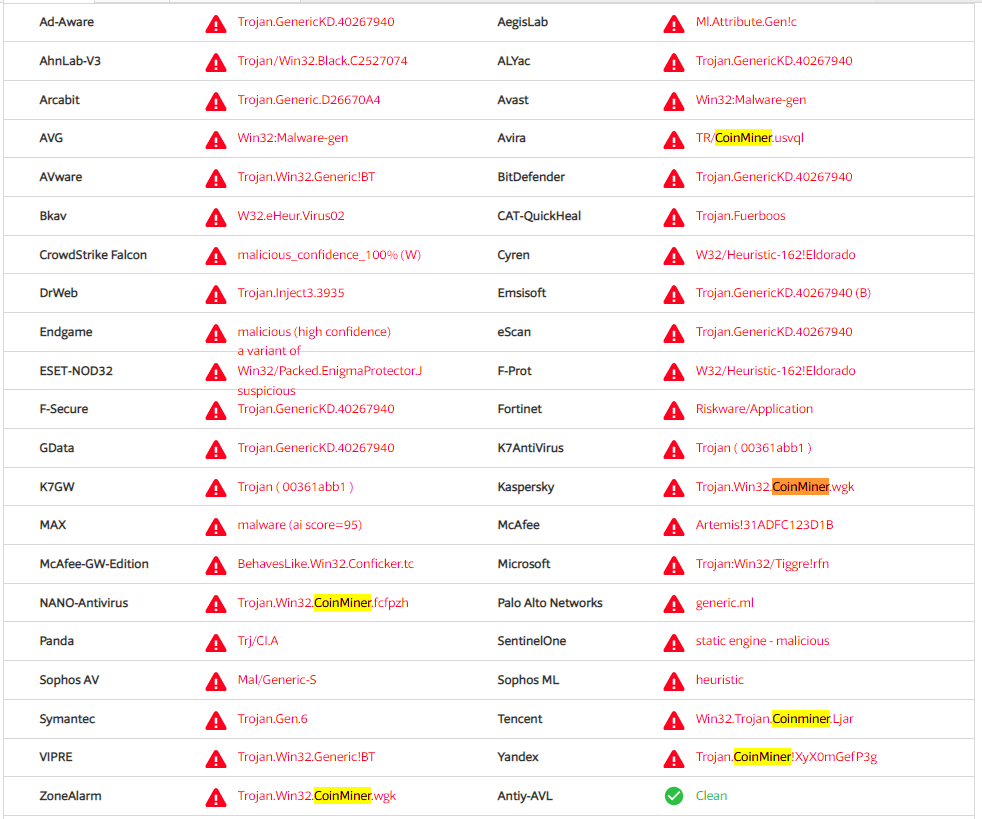 Ad-Aware Trojan.GenericKD.40267940 AegisLab Ml.Attribute.Gen!c
AhnLab-V3 Trojan/Win32.Black.C2527074 ALYac Trojan.GenericKD.40267940
Arcabit Trojan.Generic.D26670A4 Avast Win32:Malware-gen
AVG Win32:Malware-gen Avira TR/CoinMiner.usvql
AVware Trojan.Win32.Generic!BT BitDefender Trojan.GenericKD.40267940
Bkav W32.eHeur.Virus02 CAT-QuickHeal Trojan.Fuerboos
CrowdStrike Falcon malicious_confidence_100% (W) Cyren W32/Heuristic-162!Eldorado
DrWeb Trojan.Inject3.3935 Emsisoft Trojan.GenericKD.40267940 (B)
Endgame malicious (high confidence) eScan Trojan.GenericKD.40267940
a variant of
ESET-NOD32 Win32/Packed.EnigmaProtector.J F-Prot W32/Heuristic-162!Eldorado
suspicious
F-Secure Trojan.GenericKD.40267940 Fortinet Riskware/Application
GData Trojan.GenericKD.40267940 K7AntiVirus Trojan ( 00361abb1 )
K7GW Trojan ( 00361abb1 ) Kaspersky Trojan.Win32.CoinMiner.wgk
MAX malware (ai score=95) McAfee Artemis!31ADFC123D1B
McAfee-GW-Edition BehavesLike.Win32.Conficker.tc Microsoft Trojan:Win32/Tiggre!rfn
NANO-Antivirus Trojan.Win32.CoinMiner.fcfpzh Palo Alto Networks generic.ml
Panda Trj/CI.A SentinelOne static engine - malicious
Sophos AV Mal/Generic-S Sophos ML heuristic
Symantec Trojan.Gen.6 Tencent Win32.Trojan.Coinminer.Ljar
VIPRE Trojan.Win32.Generic!BT Yandex Trojan.CoinMiner!XyX0mGefP3g
ZoneAlarm Trojan.Win32.CoinMiner.wgk Antiy-AVL Clean